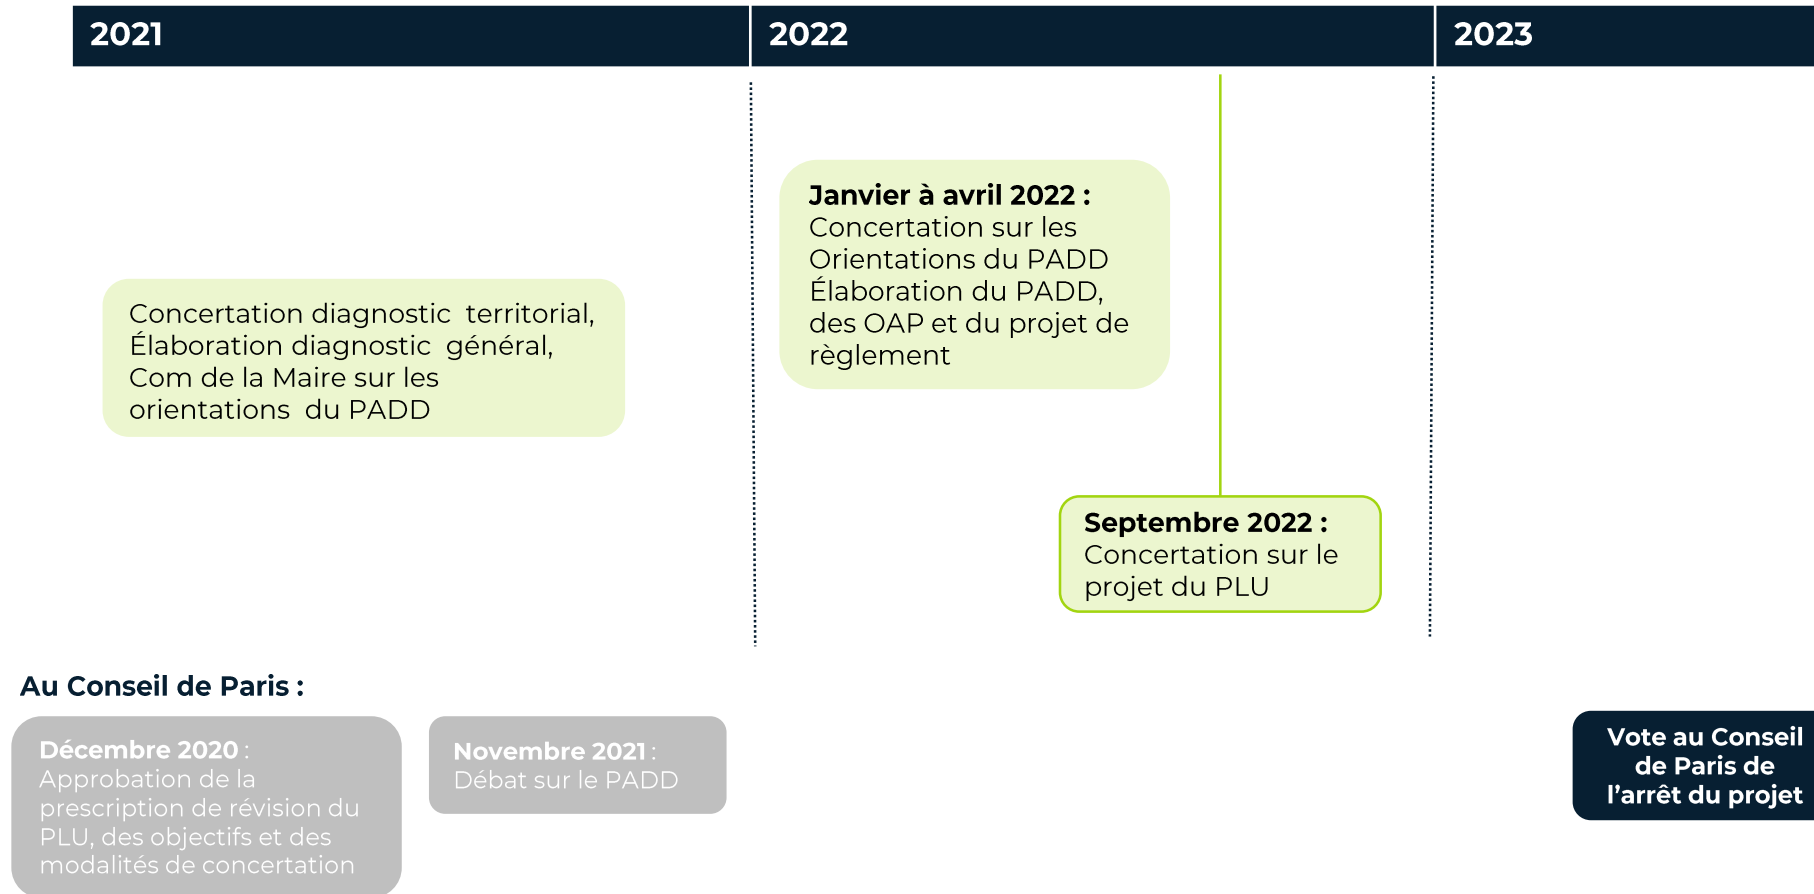 2021
2022
2023
Concertation diagnostic territorial,
Élaboration diagnostic général,
Com de la Maire sur les
orientations du PADD
Janvier à avril 2022 :
Concertation sur les
Orientations du PADD
Élaboration du PADD,
des OAP et du projet de
règlement
Septembre 2022 :
Concertation sur le
projet du PLU
Au Conseil de Paris :
Décembre 2020 :
Approbation de la
prescription de révision du
PLU, des objectifs et des
modalités de concertation
Novembre 2021 :
Débat sur le PADD
Vote au Conseil
de Paris de
l'arrêt du projet